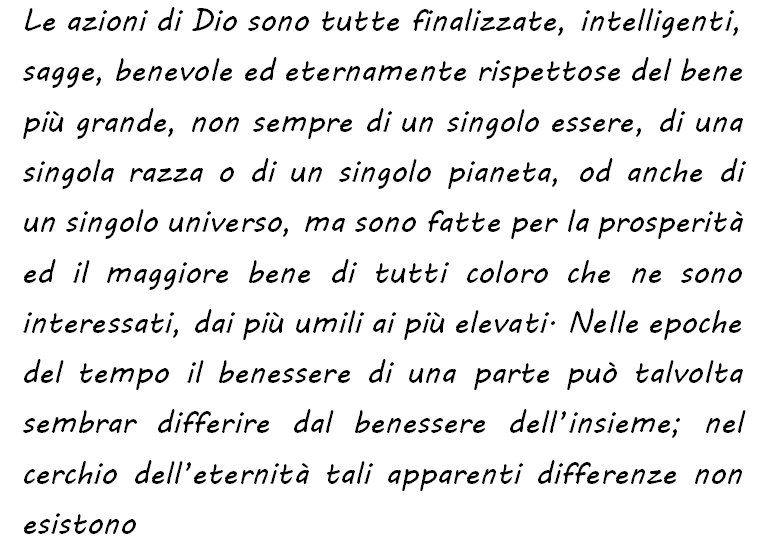 Le azioni di Dio sono tutte finalizzate, intelligenti,
sagge, benevole ed eternamente rispettose del bene
più grande, non sempre di un singolo essere, di una
singola razza o di un singolo pianeta, od anche di
un singolo universo, ma sono fatte per la prosperità
ed il maggiore bene di tutti coloro che ne sono
interessati, dai più umili ai più elevati· Nelle epoche
del tempo il benessere di una parte può talvolta
sembrar differire dal benessere dell’insieme; nel
cerchio dell’eternità tali apparenti differenze non
esistono